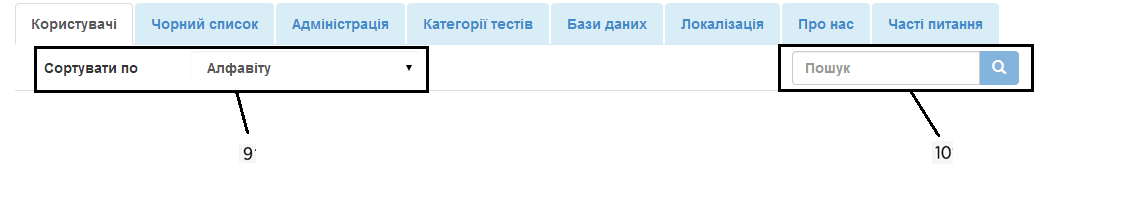 Користувачі Чорний список Адміністрація Категорії тестів Бази даних Локалізація Про нас Часті питання
Сортувати по Алфавіту Пошук
9 10